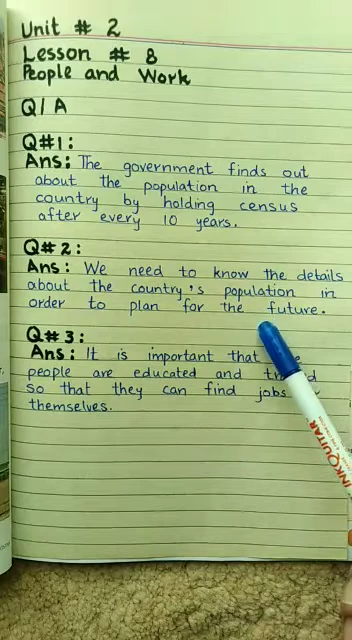 Unit # 2
Lesson # 8
People and Work
Q1A
Q#1:
Ans: The government finds out
about the population in the
country by holding census
after every 10 years.
Q#2:
Ans: We need to know the details
about the country's population in
order to plan for the future.
Q#3:
Ans: It is important that
people are educated and
so that they can find jobs
themselves.
INKQUITAR